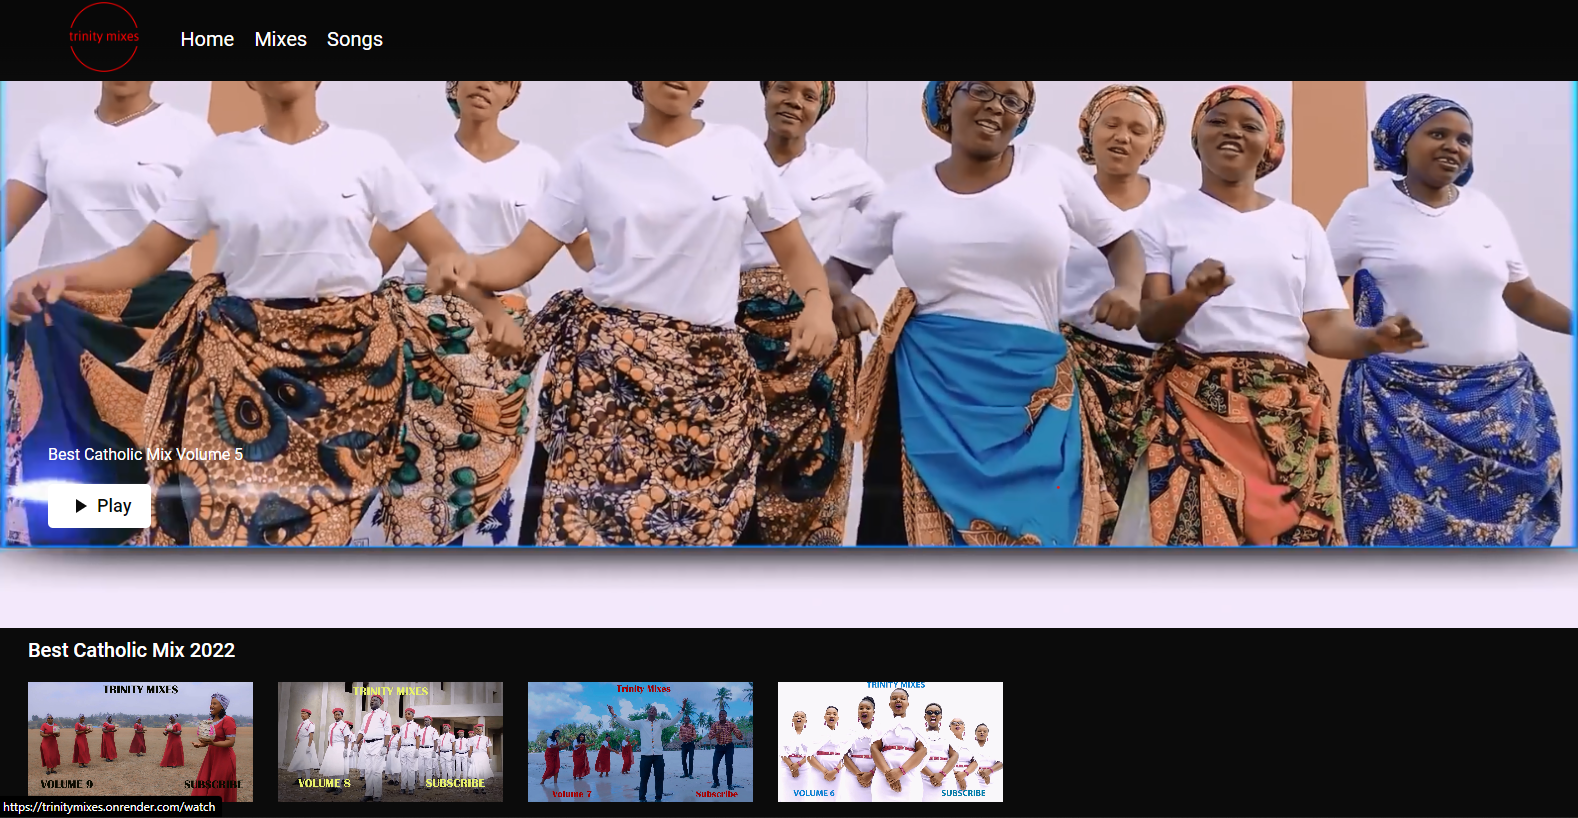 trinity mixes
Home
Mixes
Songs
Best Catholic Mix Volume 5
Play
Best Catholic Mix 2022
TRINITY MIXES
VOLUME 9
SUBSCRIBE
TRINITY MIXES
VOLUME 8
SUBSCRIBE
Trinity Mixes
Volume 7
Subscribe
TRINITY MIXES
VOLUME 6
SUBSCRIBE
https://trinitymixes.onrender.com/watch